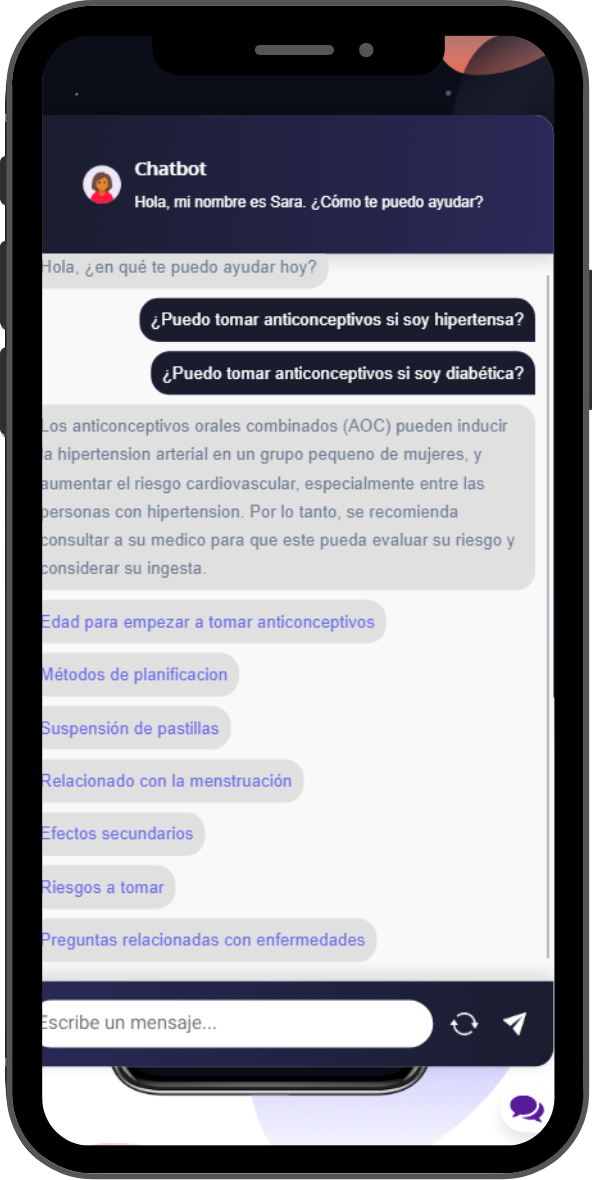 Chatbot
Hola, mi nombre es Sara. ¿Cómo te puedo ayudar?
Hola, ¿en qué te puedo ayudar hoy?
¿Puedo tomar anticonceptivos si soy hipertensa?
¿Puedo tomar anticonceptivos si soy diabética?
Los anticonceptivos orales combinados (AOC) pueden inducir
la hipertension arterial en un grupo pequeno de mujeres, y
aumentar el riesgo cardiovascular, especialmente entre las
personas con hipertension. Por lo tanto, se recomienda
consultar a su medico para que este pueda evaluar su riesgo y
considerar su ingesta.
Edad para empezar a tomar anticonceptivos
Métodos de planificacion
Suspensión de pastillas
Relacionado con la menstruación
Efectos secundarios
Riesgos a tomar
Preguntas relacionadas con enfermedades
Escribe un mensaje...